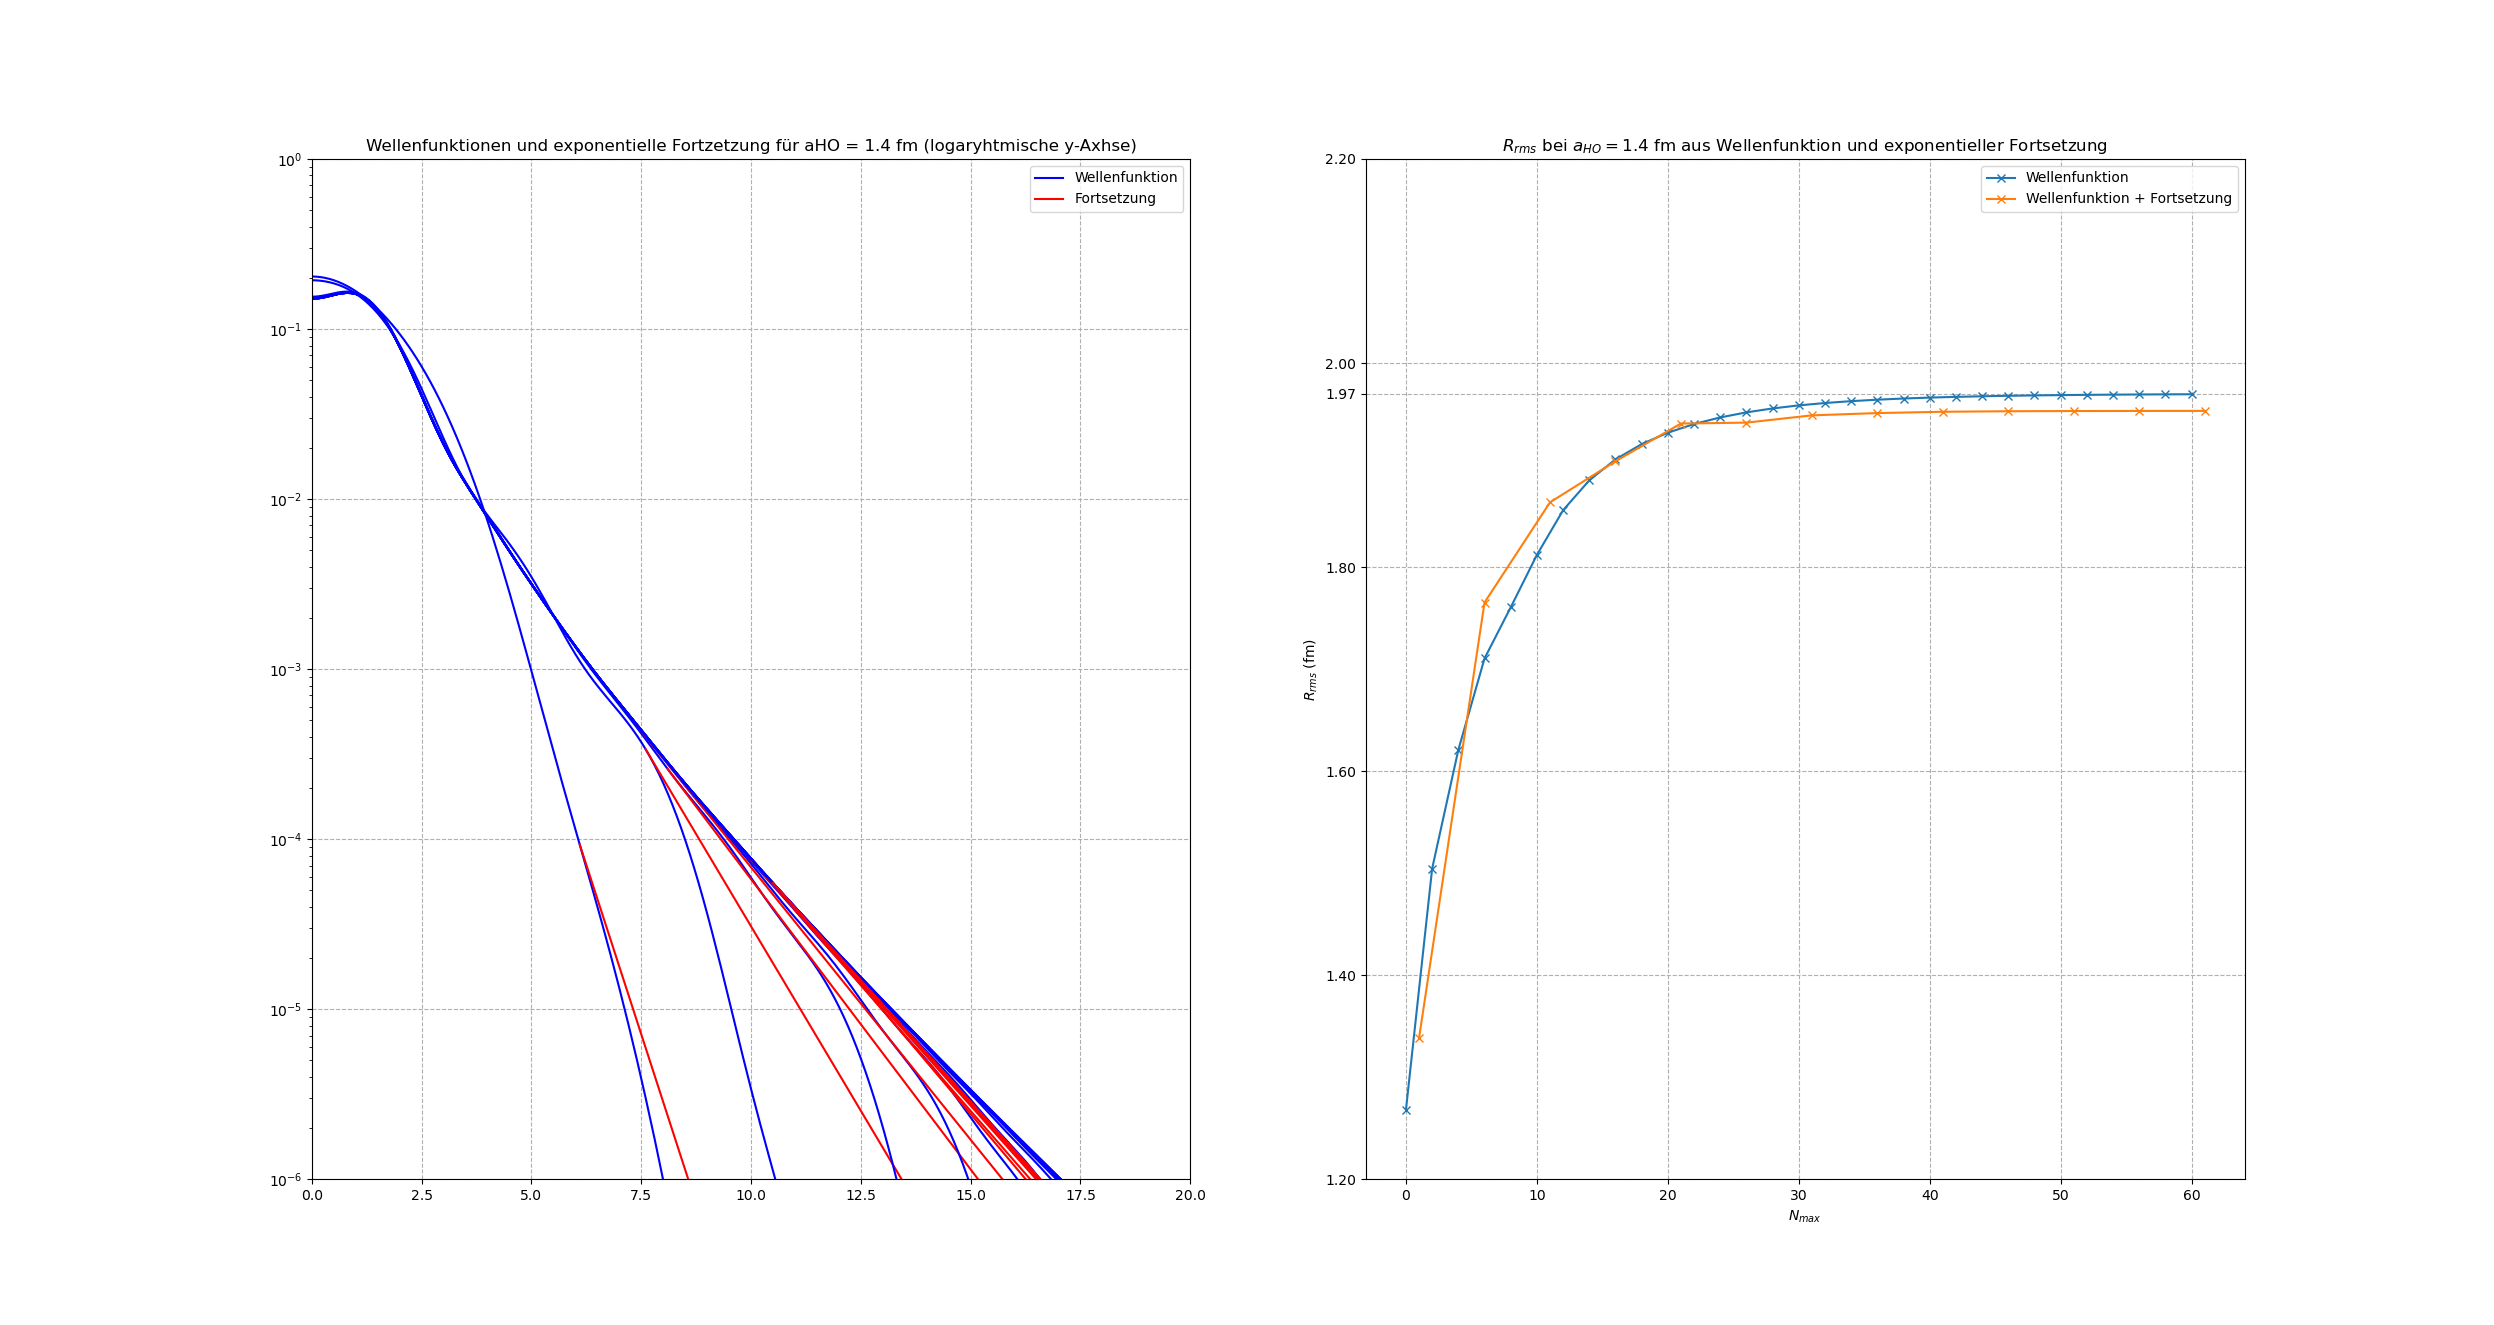 Wellenfunktionen und exponentielle Fortzetzung für aHO = 1.4 fm (logaryhtmische y-Axhse)
10^0
10^-1
10^-2
10^-3
10^-4
10^-5
10^-6
0.0 2.5 5.0 7.5 10.0 12.5 15.0 17.5 20.0
Wellenfunktion
Fortsetzung
R_rms bei a_HO = 1.4 fm aus Wellenfunktion und exponentieller Fortsetzung
2.20
2.00
1.97
1.80
1.60
1.40
1.20
R_rms (fm)
0 10 20 30 40 50 60
N_max
Wellenfunktion
Wellenfunktion + Fortsetzung